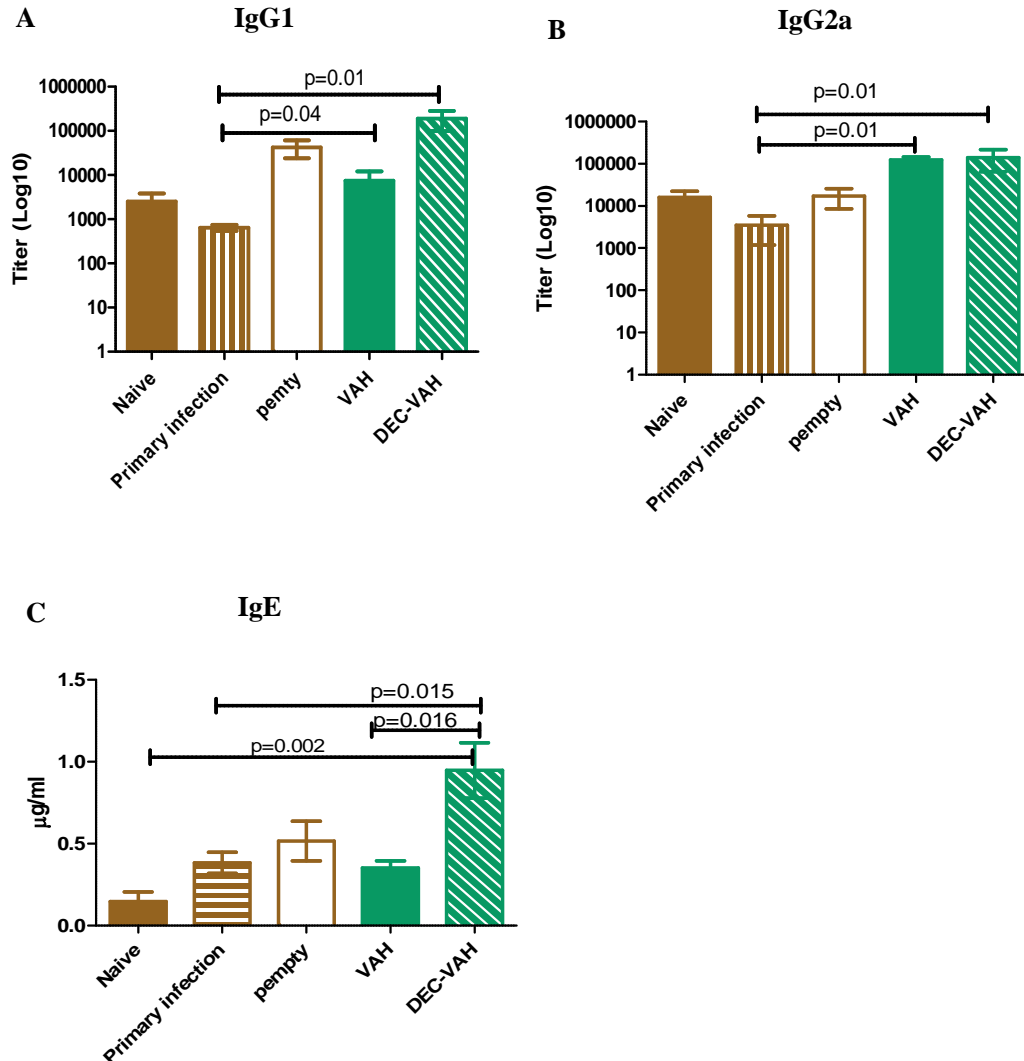 A
IgG1
Titer (Log10)
1000000
100000
10000
1000
100
10
1
p=0.01
p=0.04
Naive
Primary infection
pemty
VAH
DEC-VAH
B
IgG2a
Titer (Log10)
1000000
100000
10000
1000
100
10
1
p=0.01
p=0.01
Naive
Primary infection
pempty
VAH
DEC-VAH
C
IgE
µg/ml
1.5
1.0
0.5
0.0
p=0.015
p=0.016
p=0.002
Naive
Primary infection
pempty
VAH
DEC-VAH